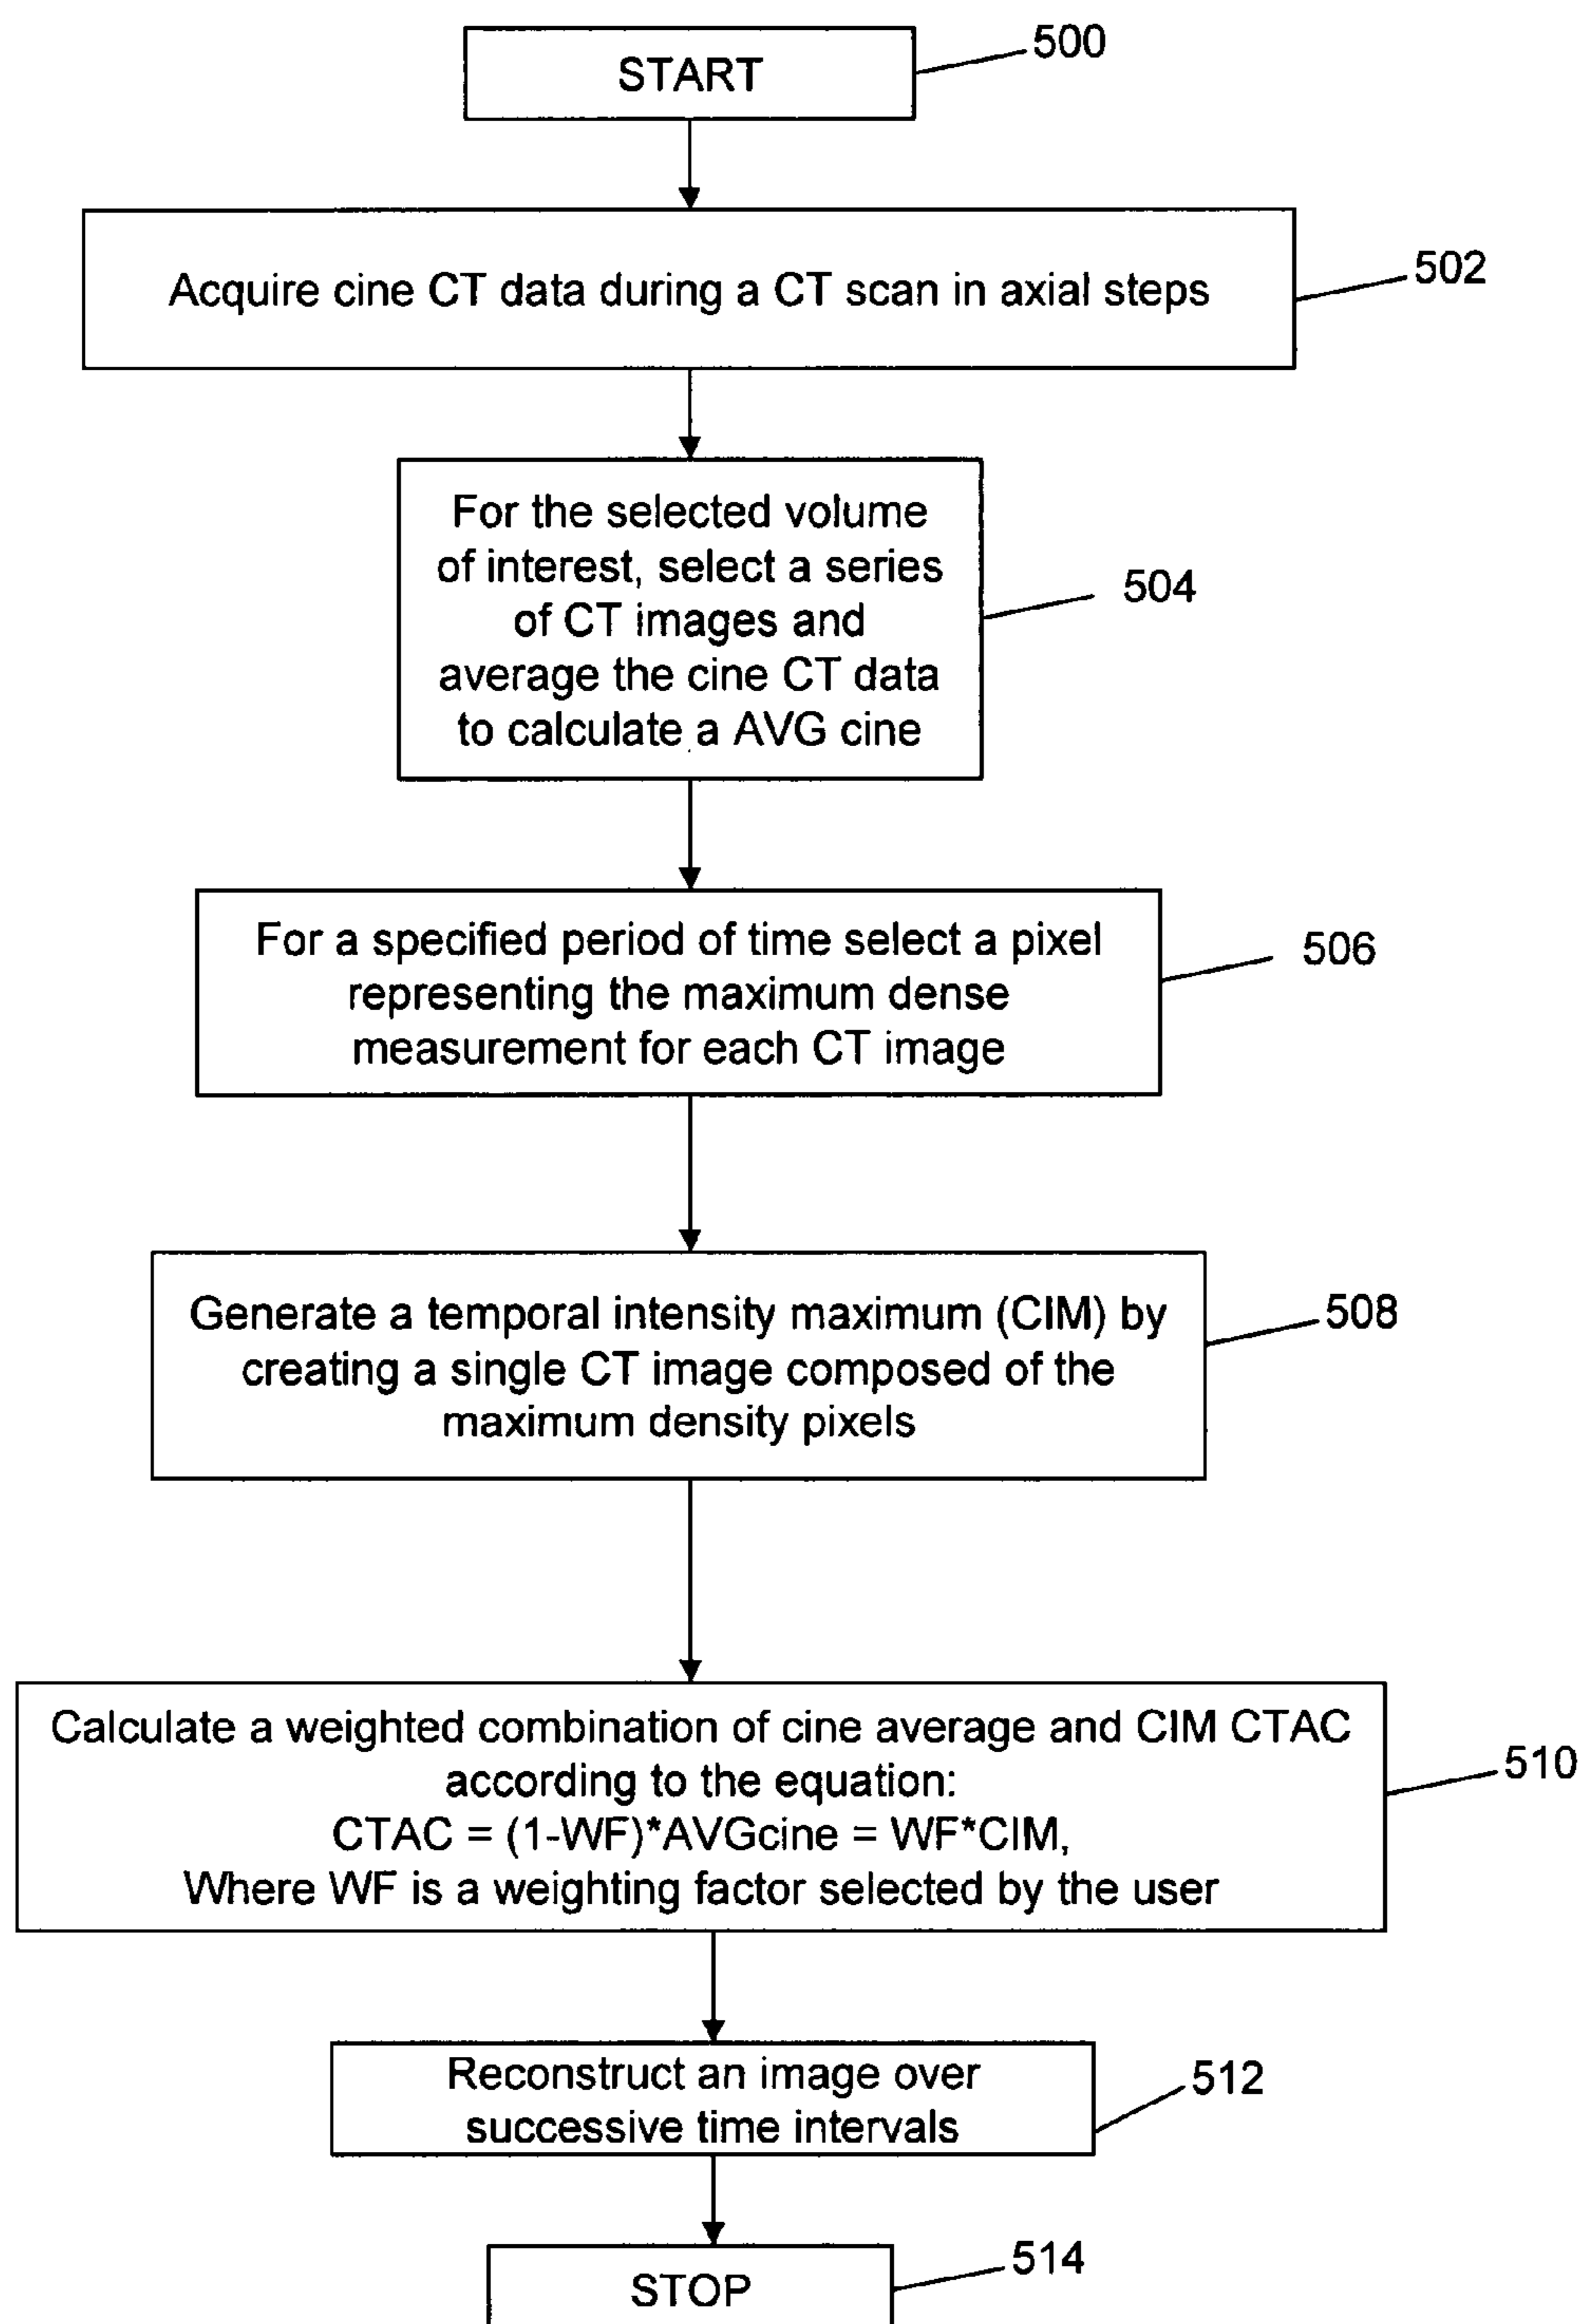 START
500
Acquire cine CT data during a CT scan in axial steps
502
For the selected volume
of interest, select a series
of CT images and
average the cine CT data
to calculate a AVG cine
504
For a specified period of time select a pixel
representing the maximum dense
measurement for each CT image
506
Generate a temporal intensity maximum (CIM) by
creating a single CT image composed of the
maximum density pixels
508
Calculate a weighted combination of cine average and CIM CTAC
according to the equation:
CTAC = (1-WF)*AVGcine = WF*CIM,
Where WF is a weighting factor selected by the user
510
Reconstruct an image over
successive time intervals
512
STOP
514